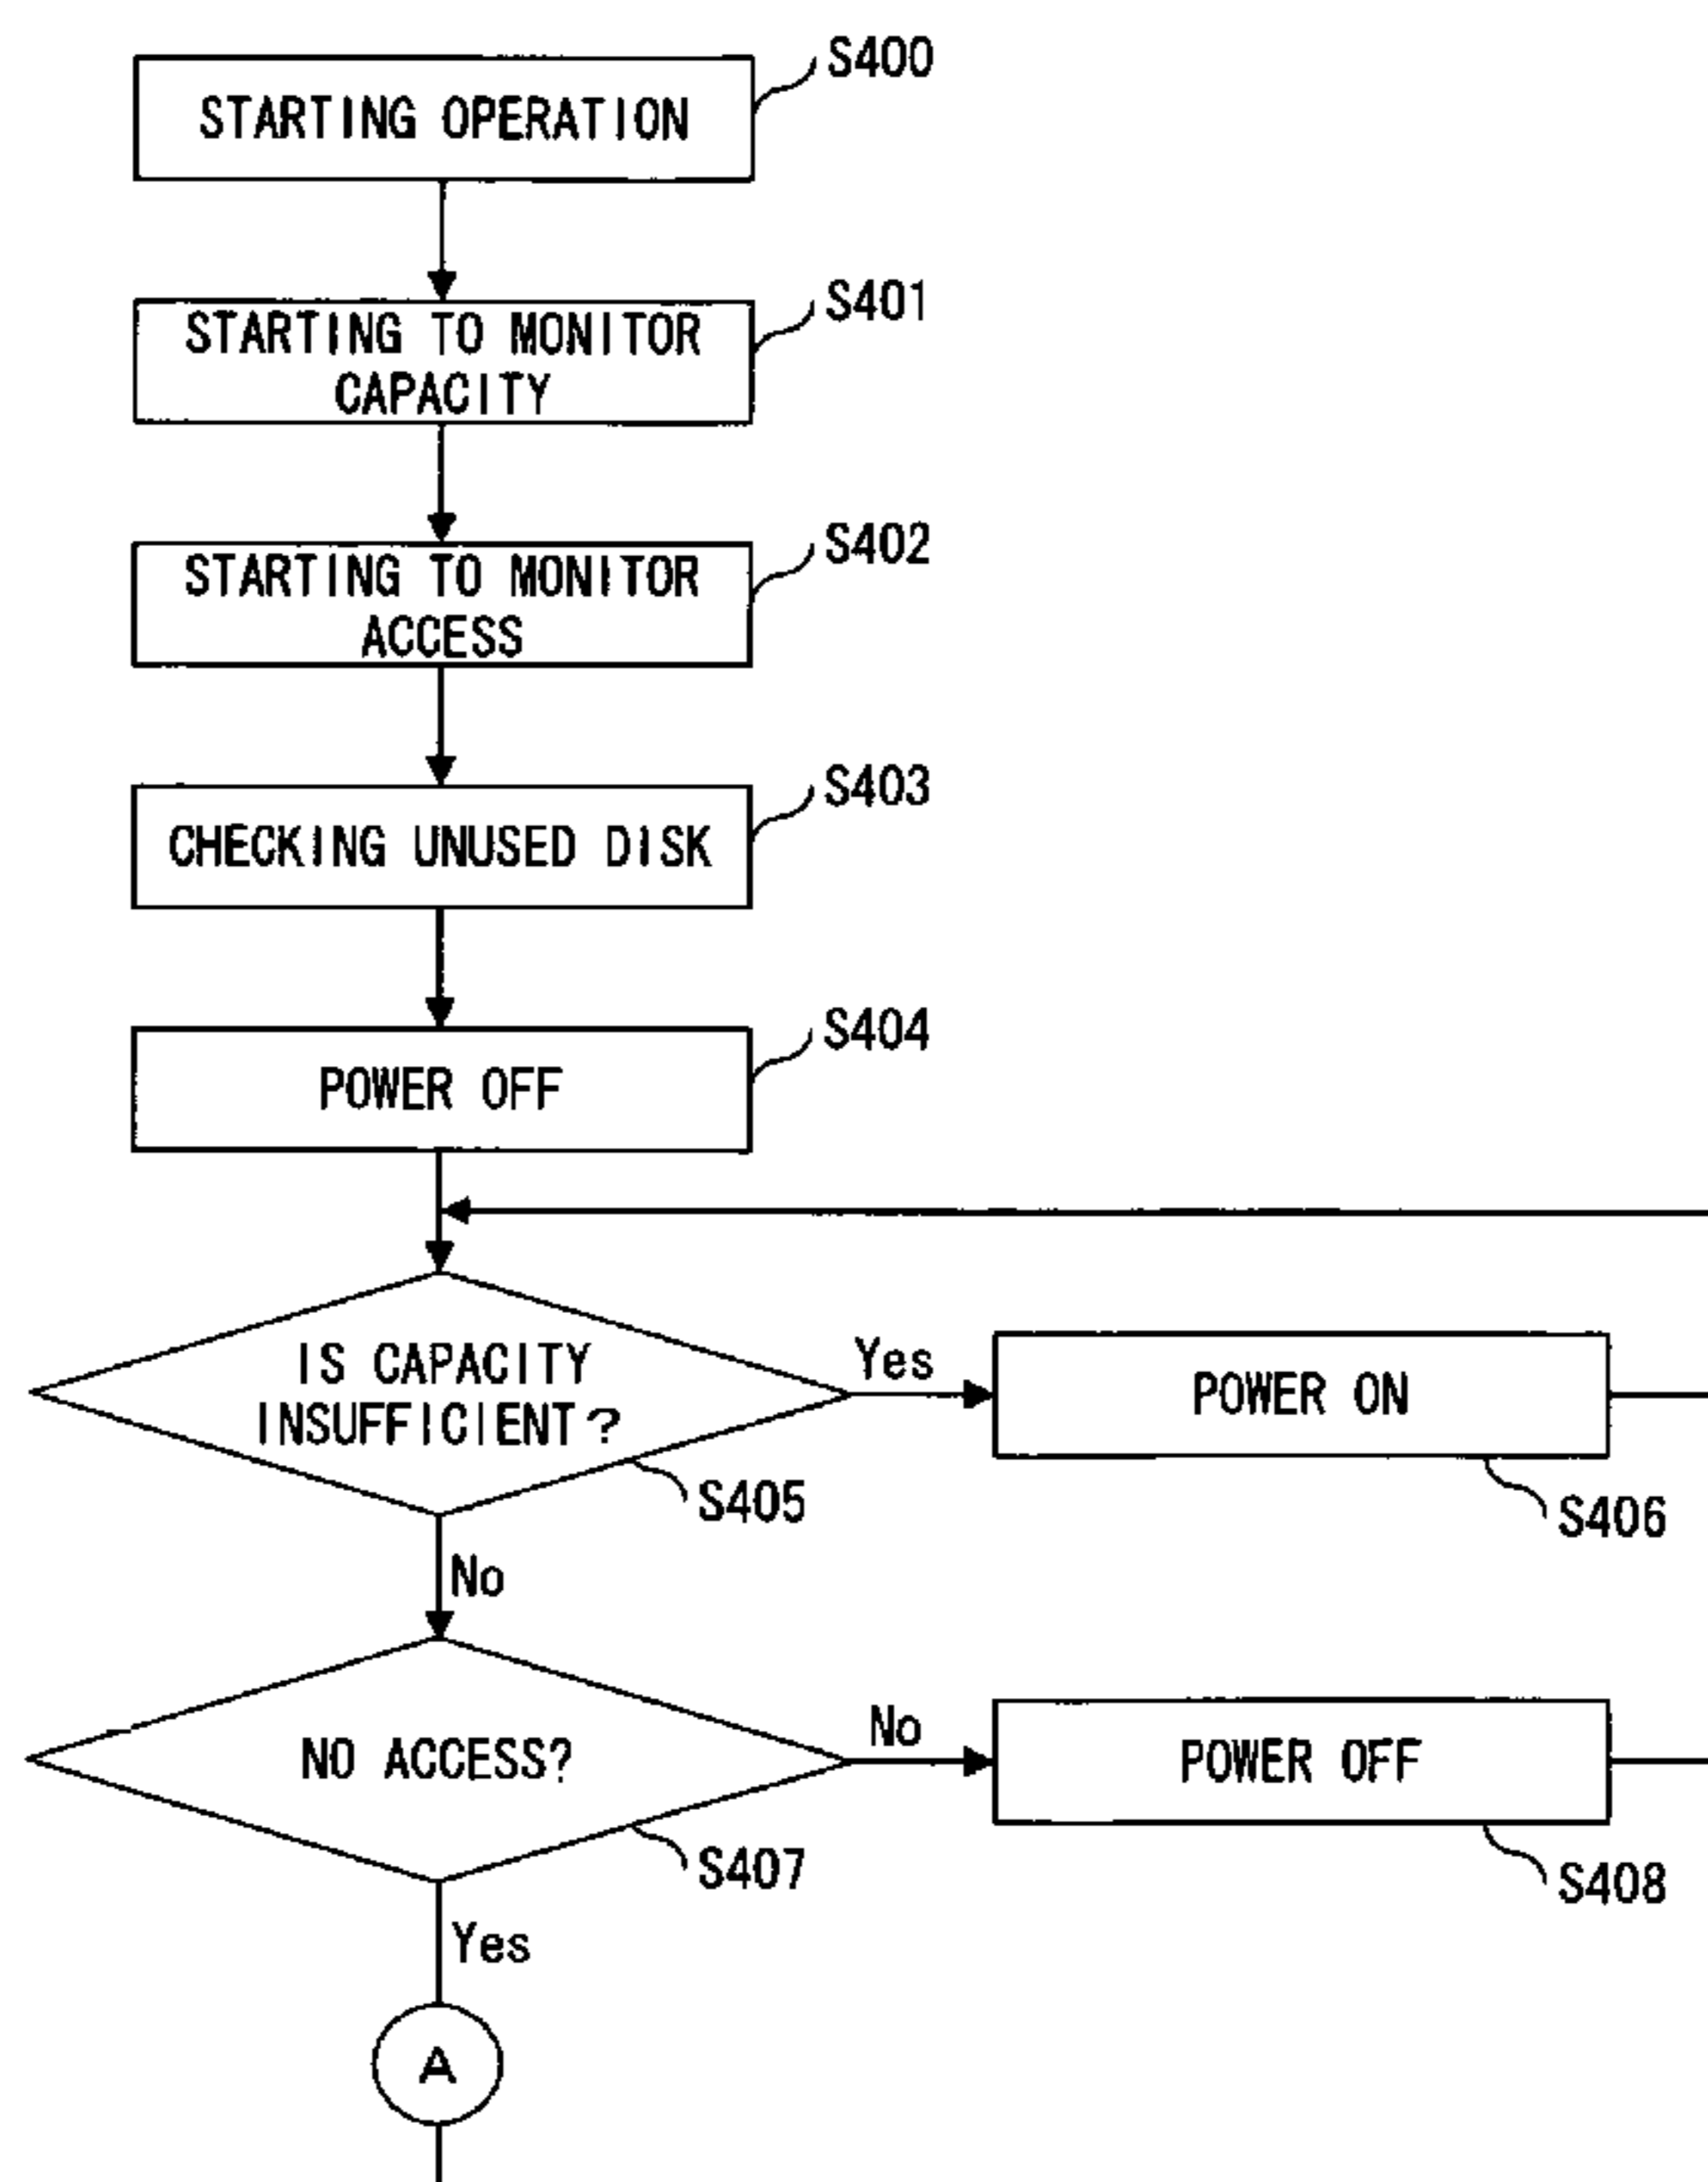 S400
STARTING OPERATION
S401
STARTING TO MONITOR
CAPACITY
S402
STARTING TO MONITOR
ACCESS
S403
CHECKING UNUSED DISK
S404
POWER OFF
IS CAPACITY
INSUFFICIENT?
Yes
POWER ON
S405
S406
No
NO ACCESS?
No
POWER OFF
S407
S408
Yes
A